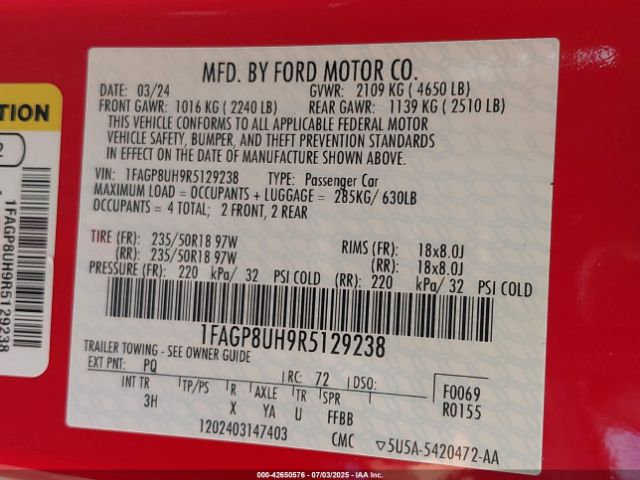 MFD. BY FORD MOTOR CO.
DATE: 03/24 GVWR: 2109 KG ( 4650 LB)
FRONT GAWR: 1016 KG ( 2240 LB) REAR GAWR: 1139 KG ( 2510 LB)
THIS VEHICLE CONFORMS TO ALL APPLICABLE FEDERAL MOTOR
VEHICLE SAFETY, BUMPER, AND THEFT PREVENTION STANDARDS
IN EFFECT ON THE DATE OF MANUFACTURE SHOWN ABOVE.
VIN: 1FAGP8UH9R5129238 TYPE: Passenger Car
MAXIMUM LOAD = OCCUPANTS + LUGGAGE = 285KG/ 630LB
OCCUPANTS = 4 TOTAL; 2 FRONT, 2 REAR
TIRE (FR): 235/50R18 97W RIMS (FR): 18x8.0J
(RR): 235/50R18 97W (RR): 18x8.0J
PRESSURE (FR): 220 kPa/ 32 PSI COLD (RR): 220 kPa/ 32 PSI COLD
1FAGP8UH9R5129238
TRAILER TOWING - SEE OWNER GUIDE
EXT PNT: PQ RC: 72 DSO: F0069
INT TR TP/PS R AXLE TR SPR R0155
3H X YA U FFBB
1202403147403 CMC 5U5A-5420472-AA
TION
2
1FAGP8UH9R5129238
000-42650576 07/03/2025 IAAI.COM